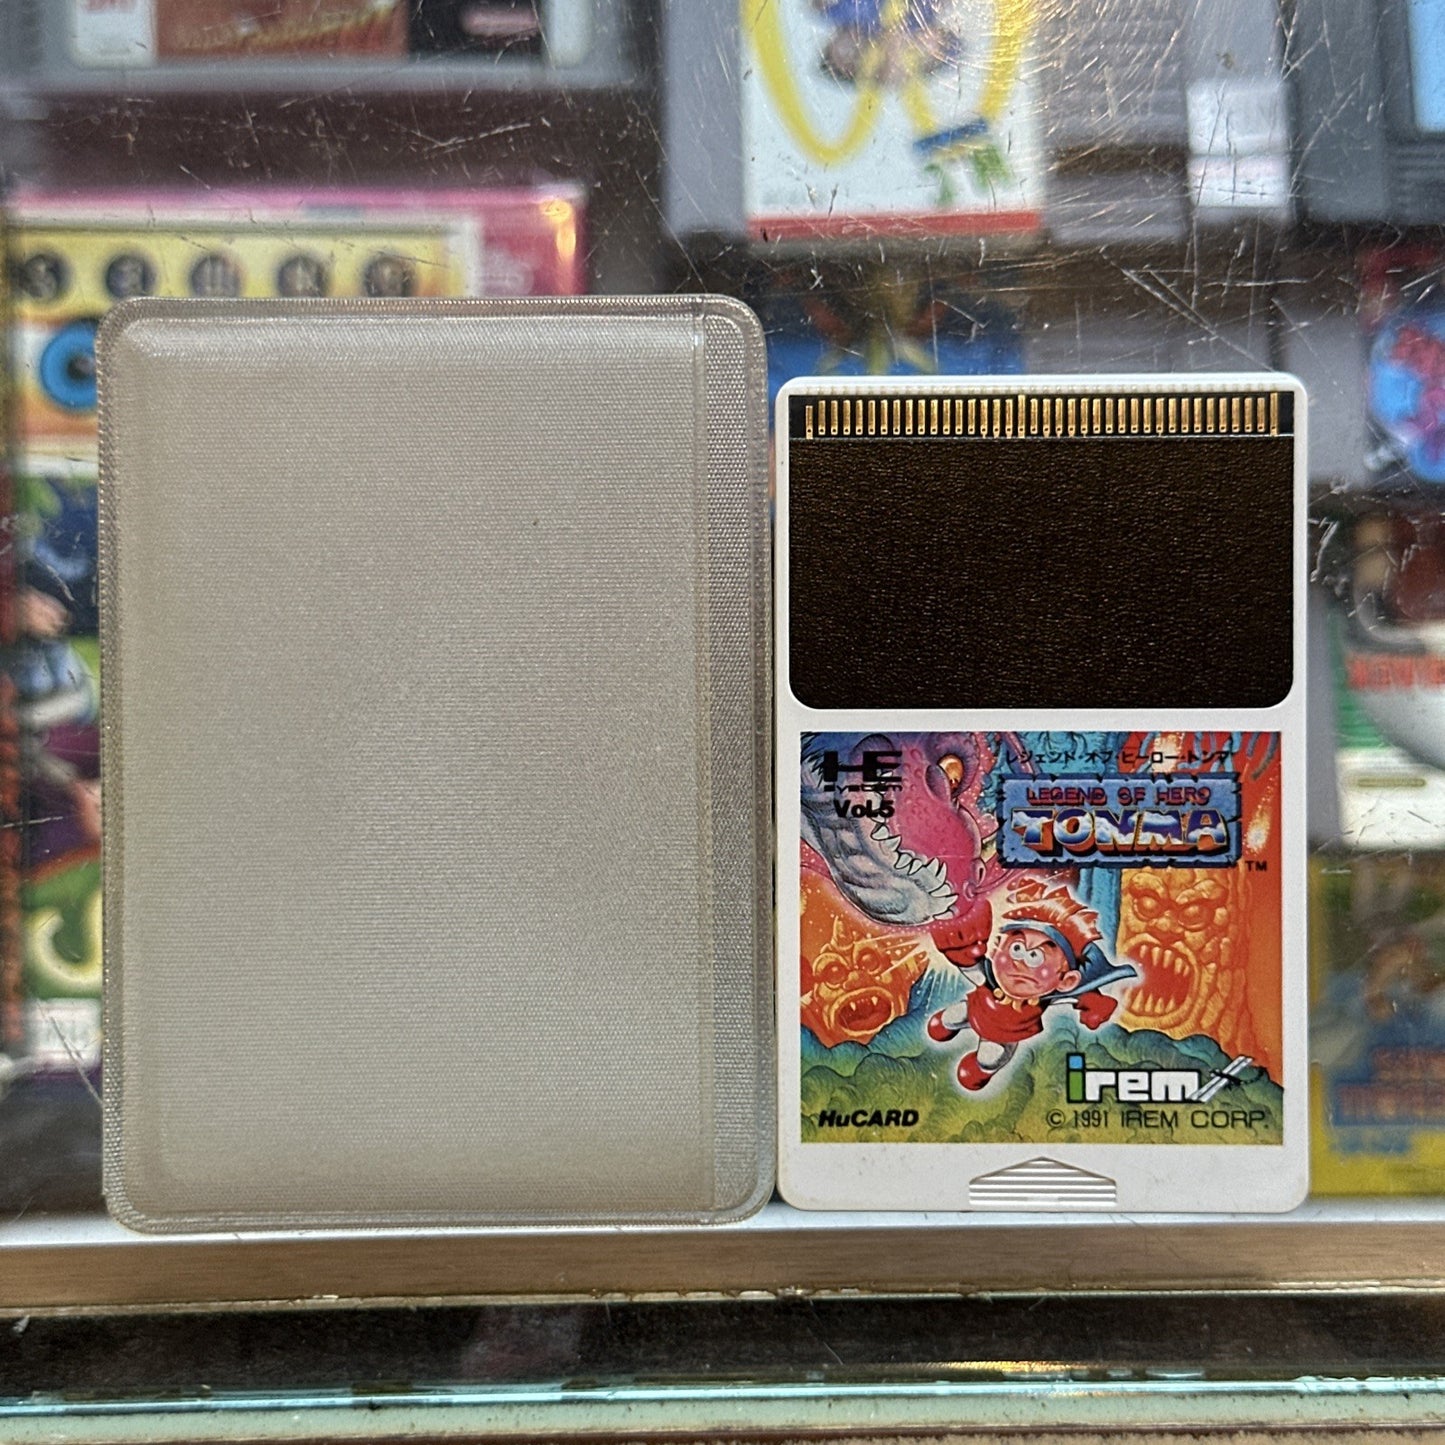 HE
SYSTEM
Vol.5
レジェンド・オブ・ヒーロー・トンマ
LEGEND OF HERO
TONMA
TM
irem
HuCARD
© 1991 IREM CORP.